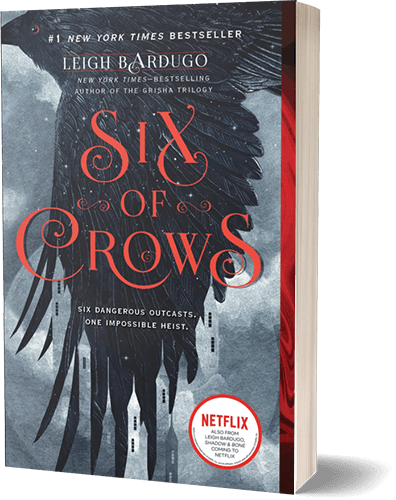 #1 NEW YORK TIMES BESTSELLER
LEIGH BARDUGO
NEW YORK TIMES–BESTSELLING
AUTHOR OF THE GRISHA TRILOGY
SIX
OF
CROWS
SIX DANGEROUS OUTCASTS.
ONE IMPOSSIBLE HEIST.
NETFLIX
ALSO FROM
LEIGH BARDUGO,
SHADOW & BONE
COMING TO
NETFLIX